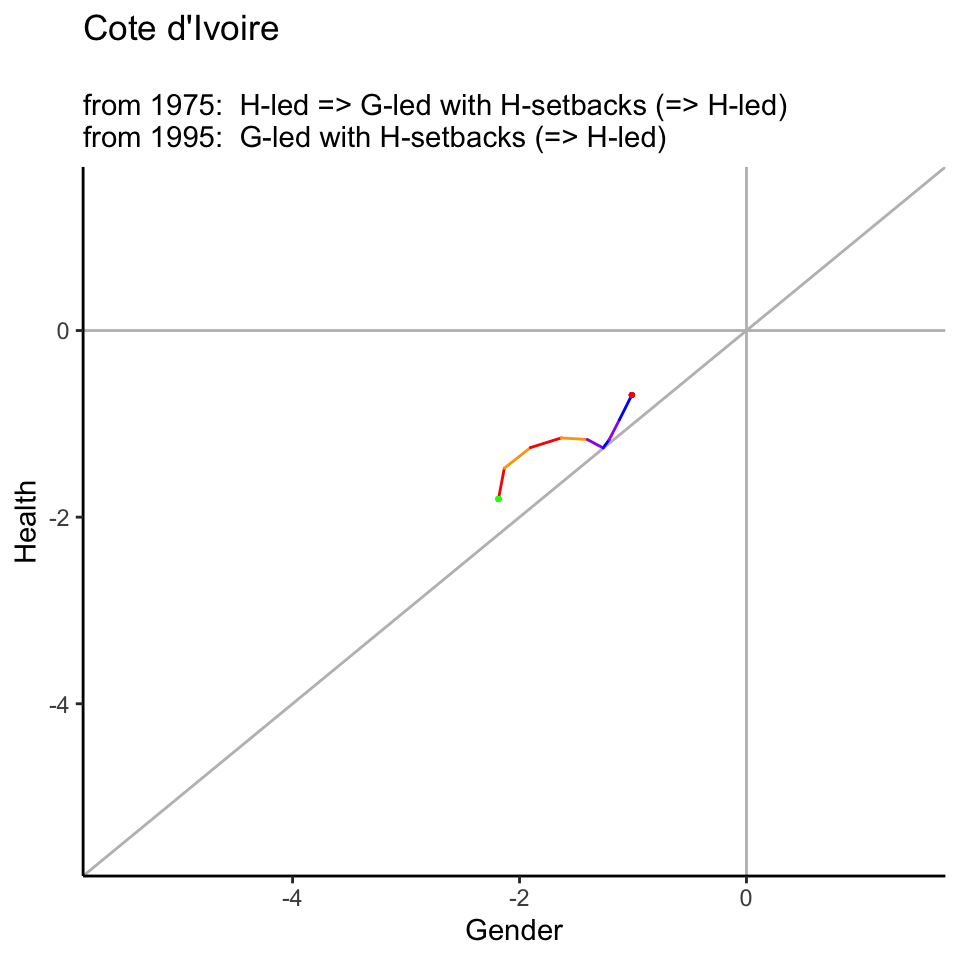 Cote d'Ivoire
from 1975:  H-led => G-led with H-setbacks (=> H-led)
from 1995:  G-led with H-setbacks (=> H-led)
0
-2
-4
Health
-4
-2
0
Gender